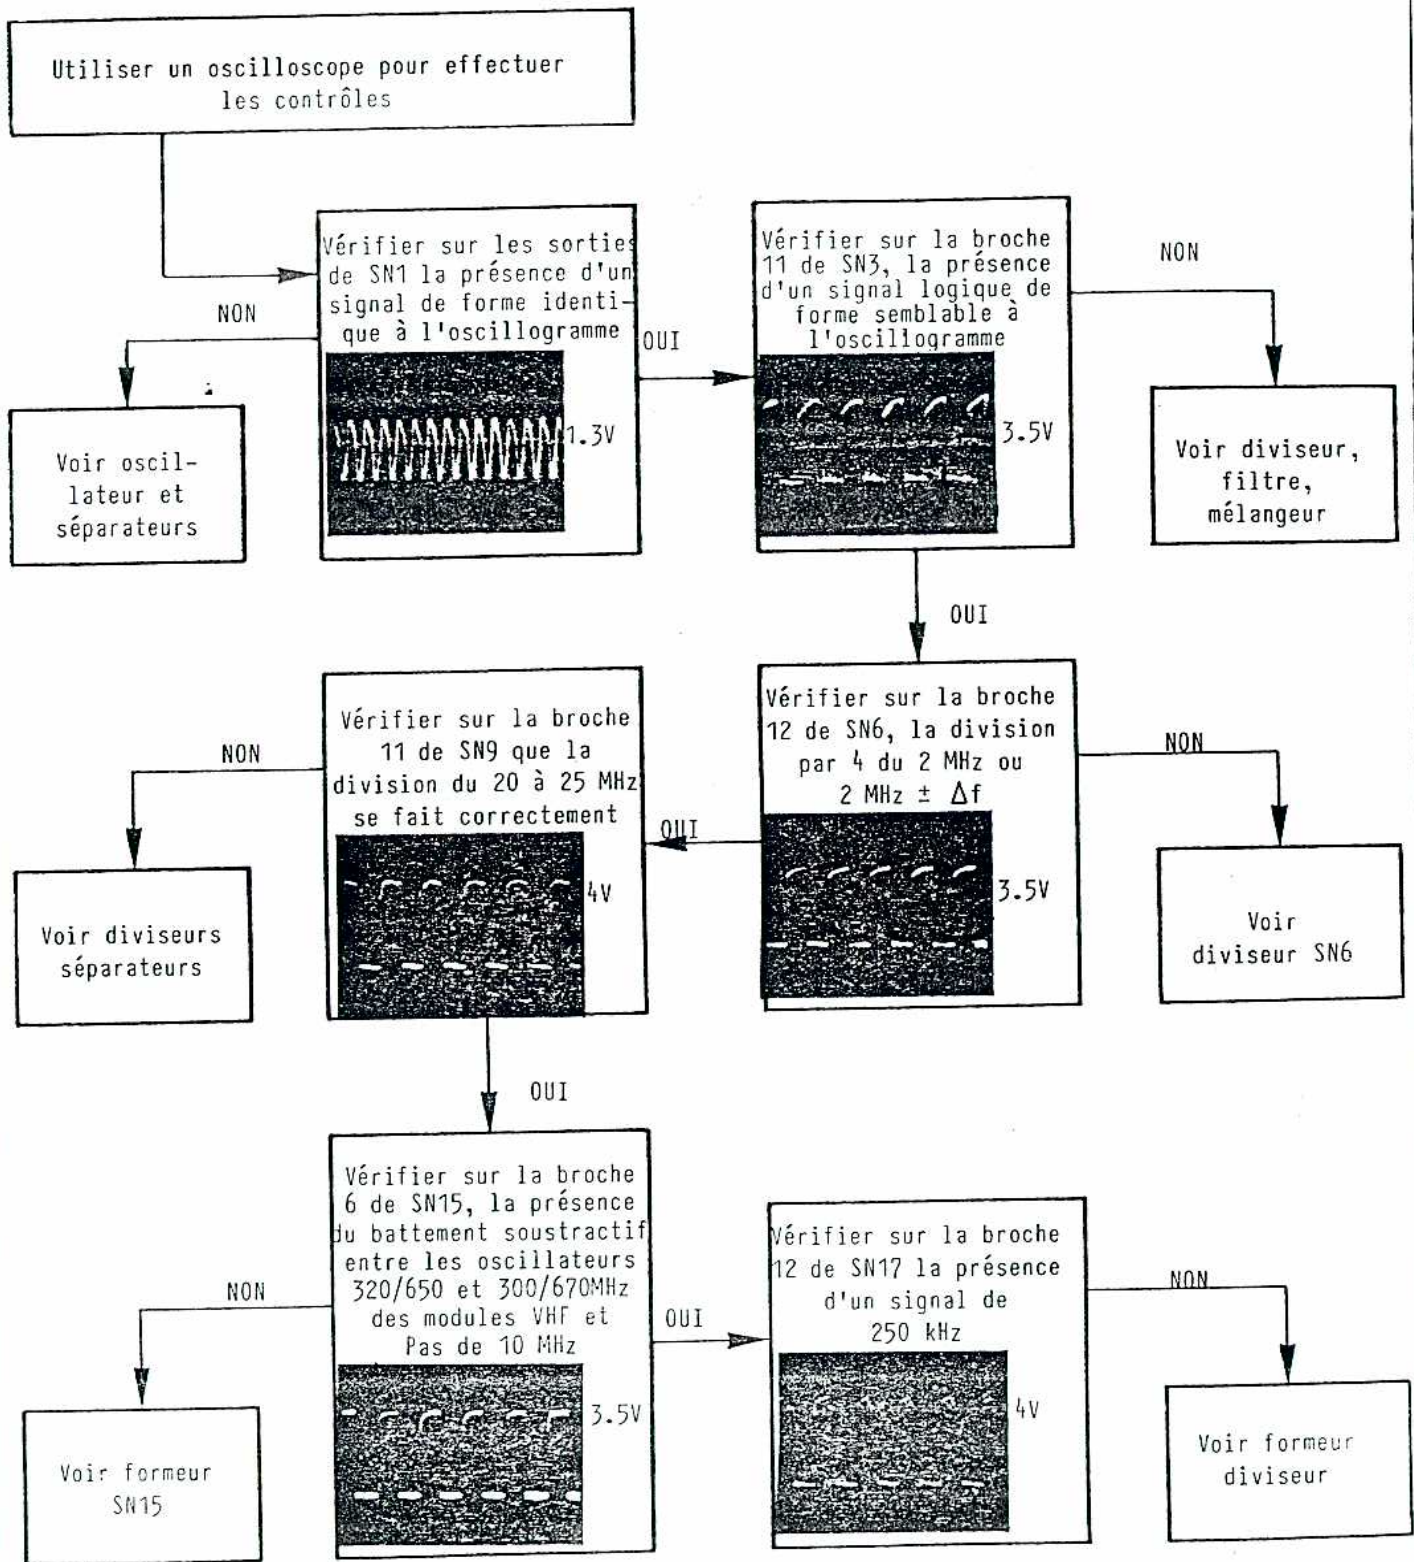 Utiliser un oscilloscope pour effectuer
les contrôles
Vérifier sur les sorties
de SN1 la présence d'un
signal de forme identi-
que à l'oscillogramme
1.3V
NON
OUI
Voir oscil-
lateur et
séparateurs
Vérifier sur la broche
11 de SN3, la présence
d'un signal logique de
forme semblable à
l'oscillogramme
3.5V
NON
Voir diviseur,
filtre,
mélangeur
OUI
Vérifier sur la broche
12 de SN6, la division
par 4 du 2 MHz ou
2 MHz ± Δf
3.5V
NON
Voir
diviseur SN6
OUI
Vérifier sur la broche
11 de SN9 que la
division du 20 à 25 MHz
se fait correctement
4V
NON
Voir diviseurs
séparateurs
OUI
Vérifier sur la broche
6 de SN15, la présence
du battement soustractif
entre les oscillateurs
320/650 et 300/670MHz
des modules VHF et
Pas de 10 MHz
3.5V
NON
Voir formeur
SN15
OUI
Vérifier sur la broche
12 de SN17 la présence
d'un signal de
250 kHz
4V
NON
Voir formeur
diviseur